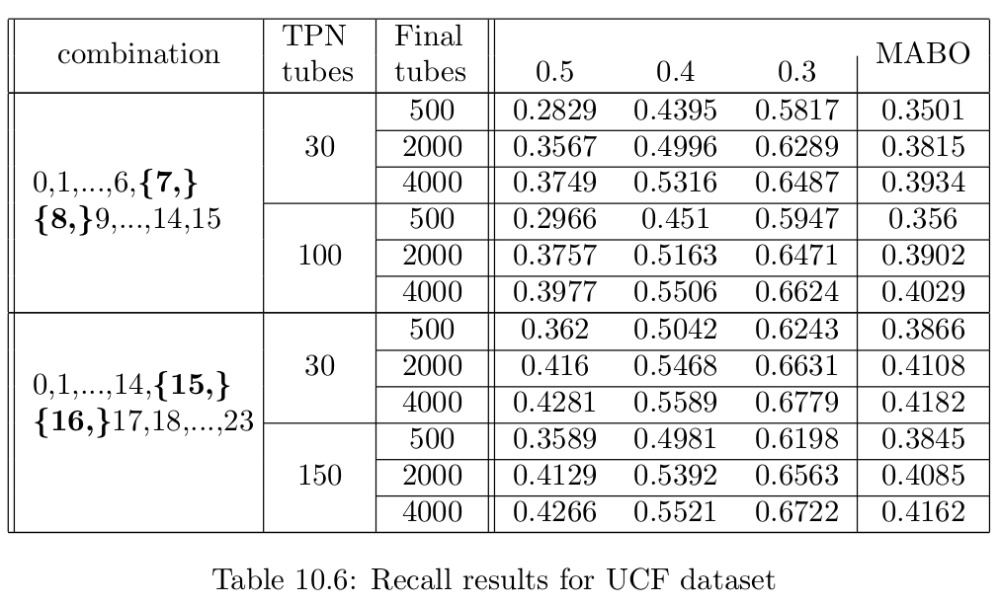 combination TPN tubes Final tubes 0.5 0.4 0.3 MABO
0,1,...,6,{7,} {8,}9,...,14,15 30 500 0.2829 0.4395 0.5817 0.3501
2000 0.3567 0.4996 0.6289 0.3815
4000 0.3749 0.5316 0.6487 0.3934
100 500 0.2966 0.451 0.5947 0.356
2000 0.3757 0.5163 0.6471 0.3902
4000 0.3977 0.5506 0.6624 0.4029
0,1,...,14,{15,} {16,}17,18,...,23 30 500 0.362 0.5042 0.6243 0.3866
2000 0.416 0.5468 0.6631 0.4108
4000 0.4281 0.5589 0.6779 0.4182
150 500 0.3589 0.4981 0.6198 0.3845
2000 0.4129 0.5392 0.6563 0.4085
4000 0.4266 0.5521 0.6722 0.4162
Table 10.6: Recall results for UCF dataset